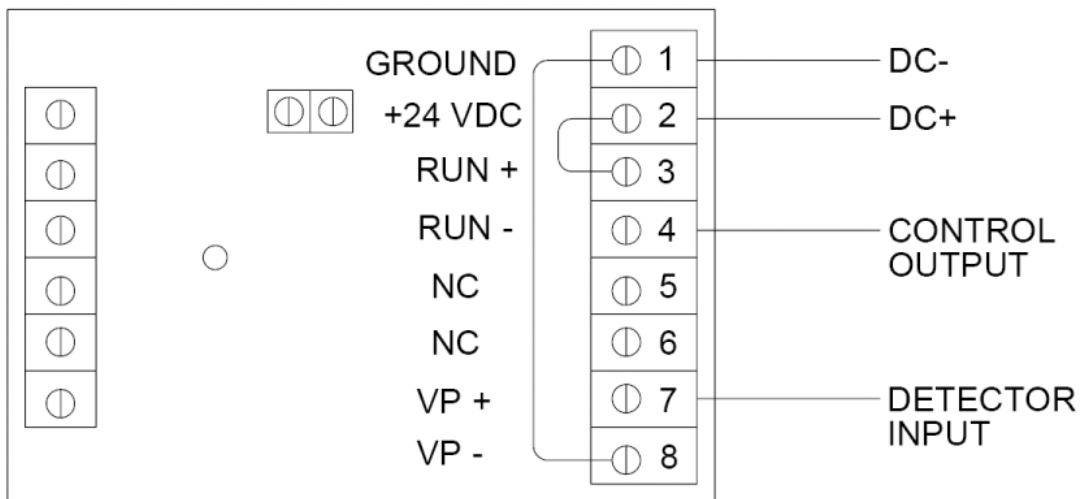 GROUND 1 DC-
+24 VDC 2 DC+
RUN + 3
RUN - 4 CONTROL
OUTPUT
NC 5
NC 6
VP + 7 DETECTOR
INPUT
VP - 8